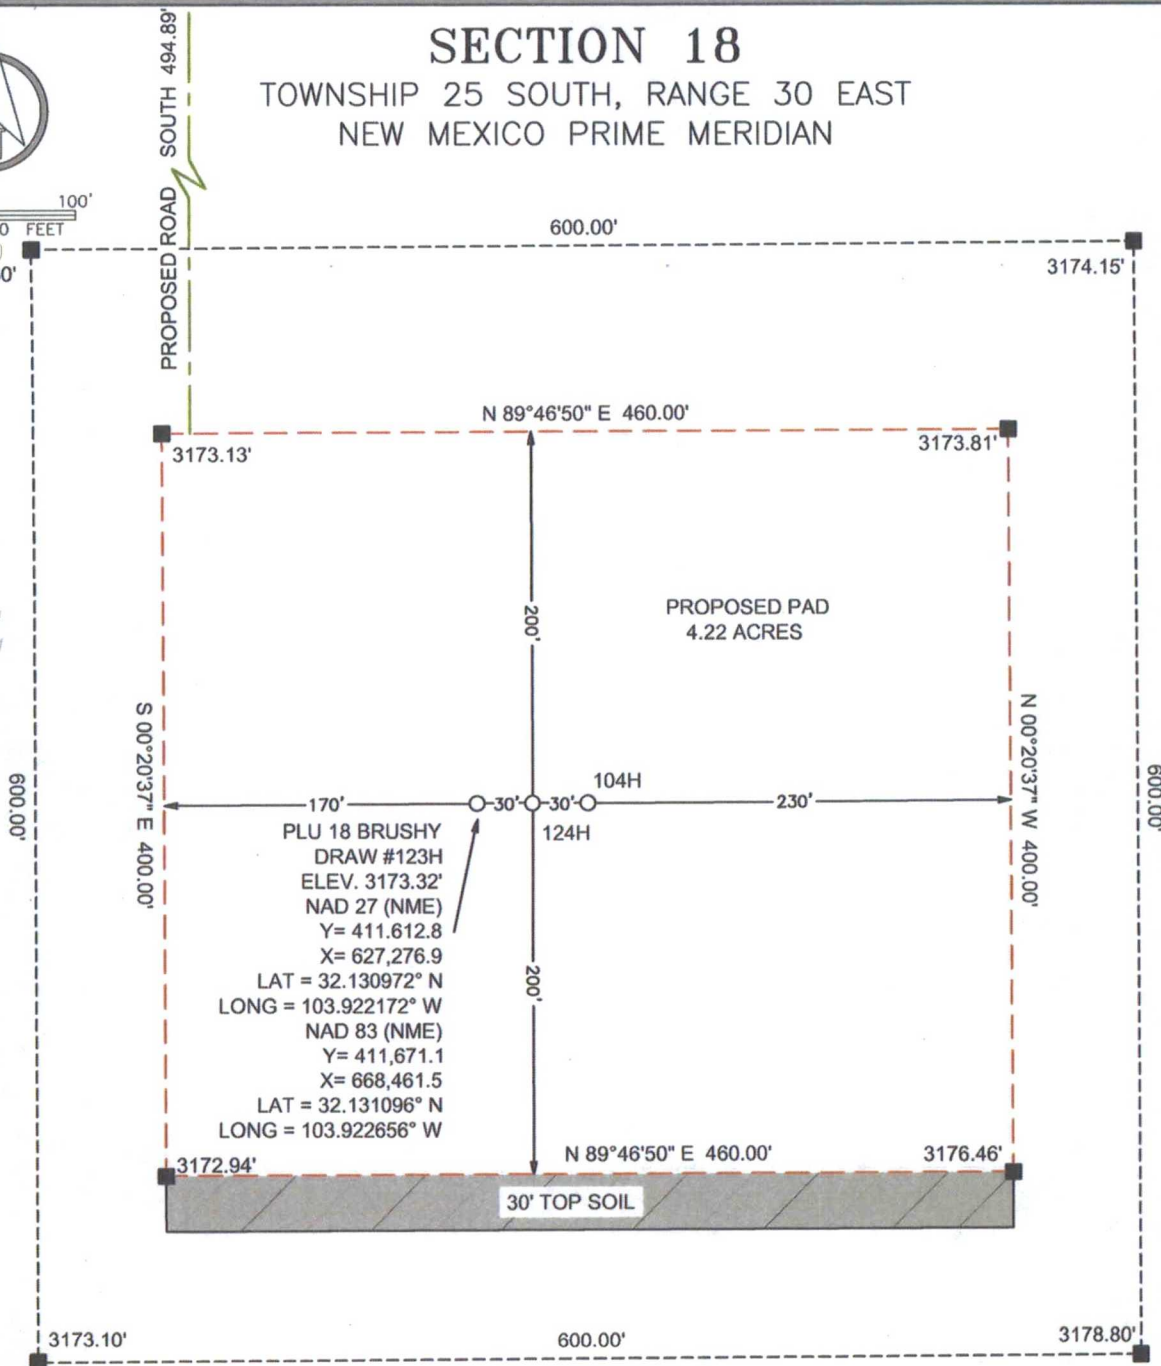 SECTION 18
TOWNSHIP 25 SOUTH, RANGE 30 EAST
NEW MEXICO PRIME MERIDIAN
PROPOSED ROAD SOUTH 494.89'
100'
FEET
600.00'
3174.15'
N 89°46'50" E 460.00'
3173.13'
3173.81'
200'
PROPOSED PAD
4.22 ACRES
S 00°20'37" E 400.00'
N 00°20'37" W 400.00'
600.00'
600.00'
104H
170'
30'
30'
230'
124H
PLU 18 BRUSHY
DRAW #123H
ELEV. 3173.32'
NAD 27 (NME)
Y= 411.612.8
X= 627,276.9
LAT = 32.130972° N
LONG = 103.922172° W
NAD 83 (NME)
Y= 411,671.1
X= 668,461.5
LAT = 32.131096° N
LONG = 103.922656° W
200'
N 89°46'50" E 460.00'
3172.94'
3176.46'
30' TOP SOIL
3173.10'
600.00'
3178.80'